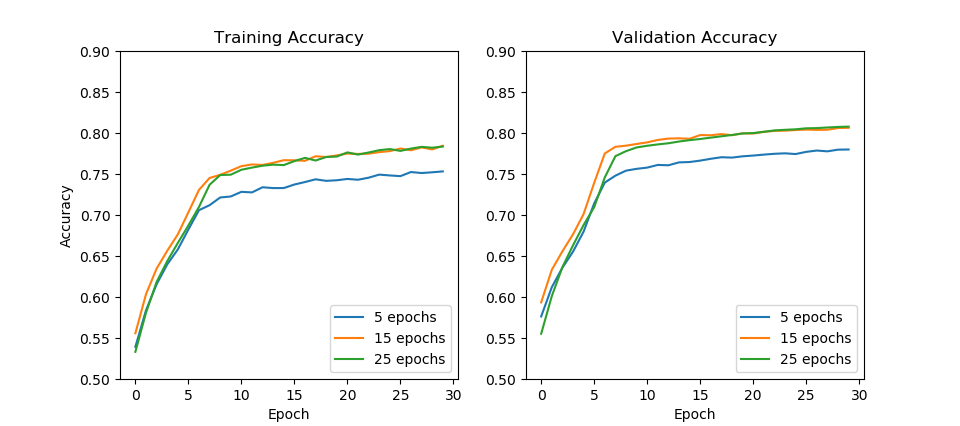 Training Accuracy
Accuracy
0.90
0.85
0.80
0.75
0.70
0.65
0.60
0.55
0.50
0 5 10 15 20 25 30
Epoch
5 epochs
15 epochs
25 epochs
Validation Accuracy
0.90
0.85
0.80
0.75
0.70
0.65
0.60
0.55
0.50
0 5 10 15 20 25 30
Epoch
5 epochs
15 epochs
25 epochs